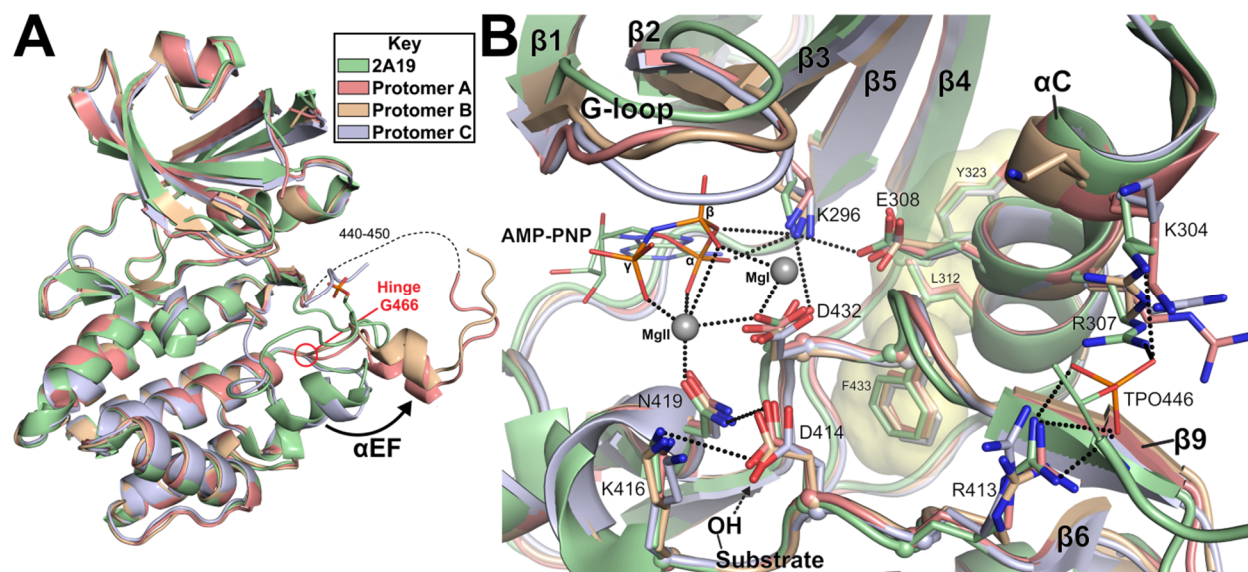 A
Key
2A19
Protomer A
Protomer B
Protomer C
440-450
Hinge
G466
αEF
B
β1
β2
β3
β5
β4
αC
G-loop
Y323
E308
K296
K304
AMP-PNP
β
α
γ
MgI
L312
MgII
D432
R307
F433
TPO446
N419
D414
β9
K416
R413
OH
β6
Substrate